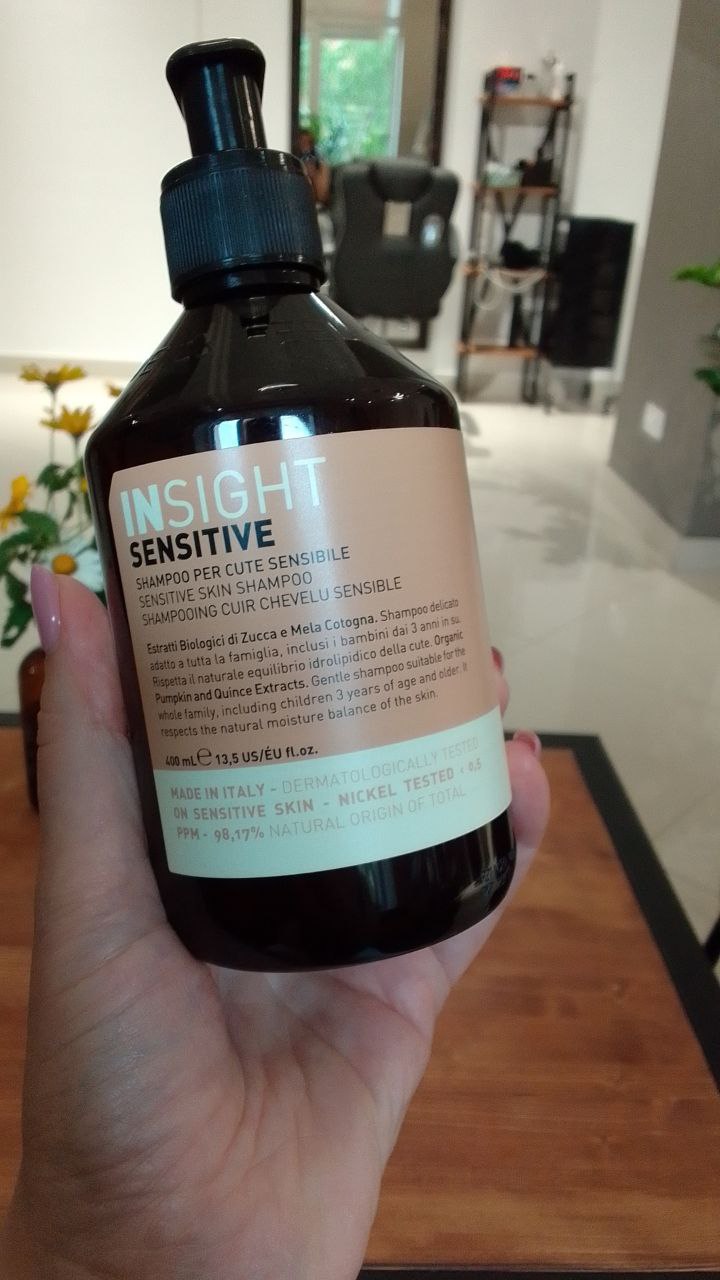 INSIGHT
SENSITIVE
SHAMPOO PER CUTE SENSIBILE
SENSITIVE SKIN SHAMPOO
SHAMPOOING CUIR CHEVELU SENSIBLE
Estratti Biologici di Zucca e Mela Cotogna. Shampoo delicato
adatto a tutta la famiglia, inclusi i bambini dai 3 anni in su.
Rispetta il naturale equilibrio idrolipidico della cute. Organic
Pumpkin and Quince Extracts. Gentle shampoo suitable for the
whole family, including children 3 years of age and older. It
respects the natural moisture balance of the skin.
400 mL℮ 13,5 US/ÉU fl.oz.
MADE IN ITALY - DERMATOLOGICALLY TESTED
ON SENSITIVE SKIN - NICKEL TESTED < 0,5
PPM - 98,17% NATURAL ORIGIN OF TOTAL